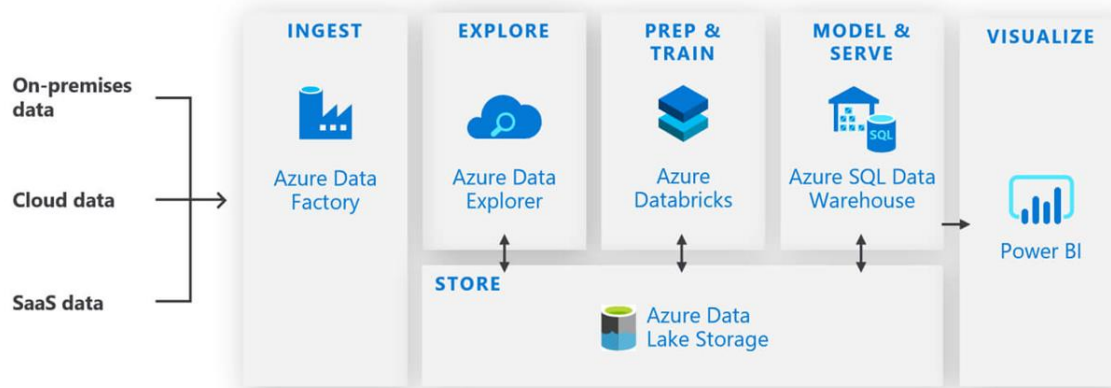 On-premises
data
Cloud data
SaaS data
INGEST
Azure Data
Factory
EXPLORE
Azure Data
Explorer
PREP &
TRAIN
Azure
Databricks
MODEL &
SERVE
SQL
Azure SQL Data
Warehouse
VISUALIZE
Power BI
STORE
Azure Data
Lake Storage